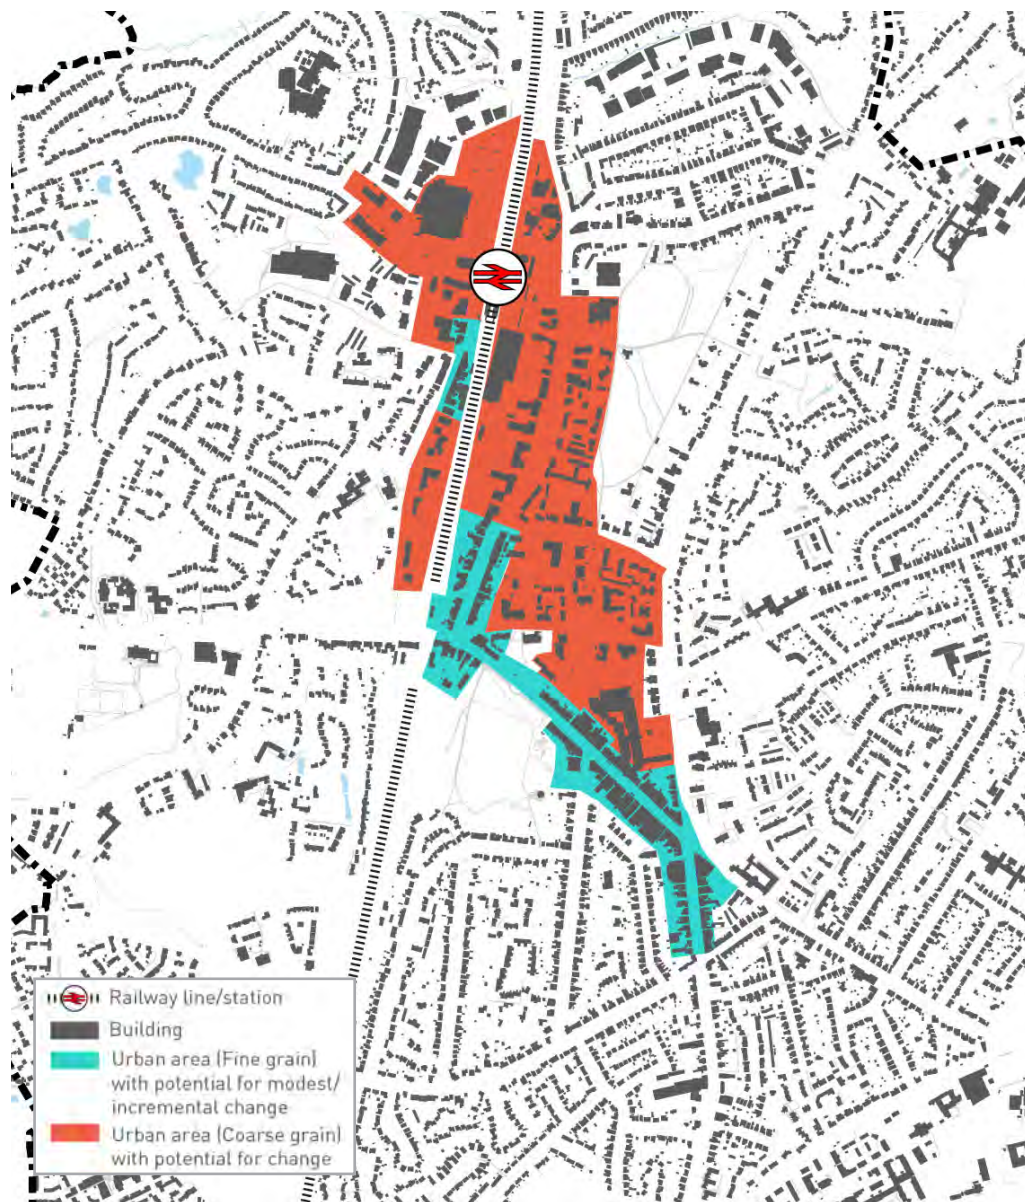 Railway line/station
Building
Urban area (Fine grain)
with potential for modest/
incremental change
Urban area (Coarse grain)
with potential for change